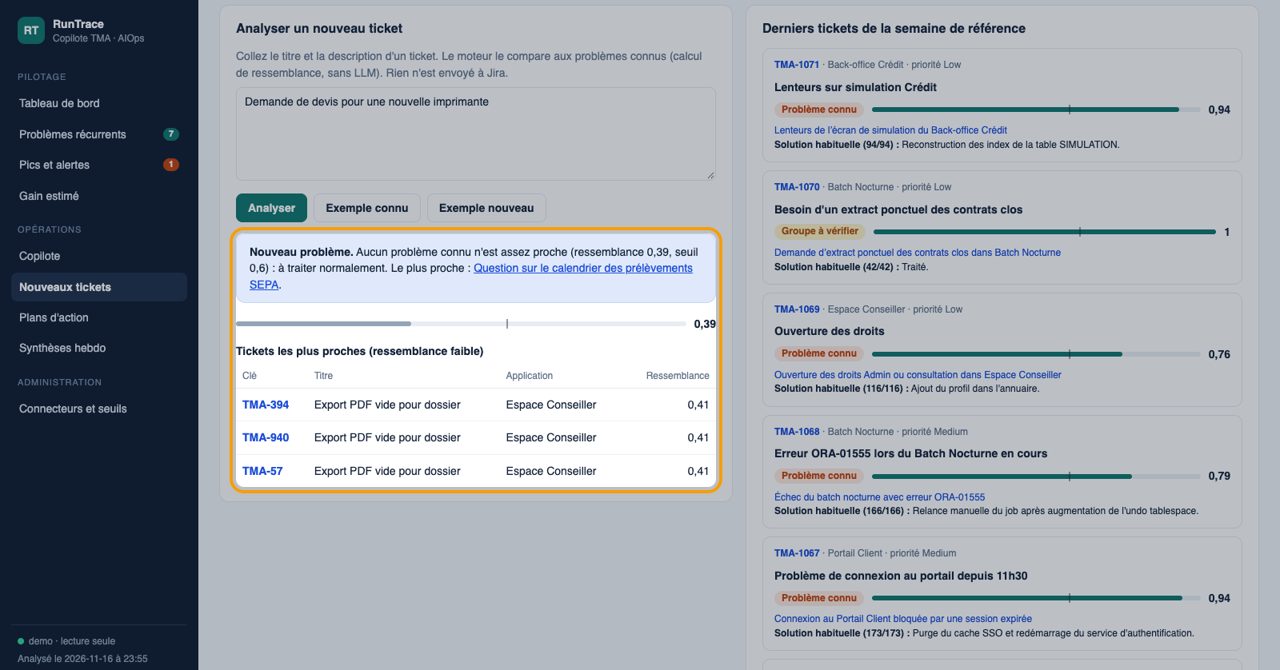 RT
RunTrace
Copilote TMA · AIOps
PILOTAGE
Tableau de bord
Problèmes récurrents 7
Pics et alertes 1
Gain estimé
OPÉRATIONS
Copilote
Nouveaux tickets
Plans d'action
Synthèses hebdo
ADMINISTRATION
Connecteurs et seuils
demo · lecture seule
Analysé le 2026-11-16 à 23:55
Analyser un nouveau ticket
Collez le titre et la description d'un ticket. Le moteur le compare aux problèmes connus (calcul
de ressemblance, sans LLM). Rien n'est envoyé à Jira.
Demande de devis pour une nouvelle imprimante
Analyser Exemple connu Exemple nouveau
Nouveau problème. Aucun problème connu n'est assez proche (ressemblance 0,39, seuil
0,6) : à traiter normalement. Le plus proche : Question sur le calendrier des prélèvements
SEPA.
0,39
Tickets les plus proches (ressemblance faible)
Clé Titre Application Ressemblance
TMA-394 Export PDF vide pour dossier Espace Conseiller 0,41
TMA-940 Export PDF vide pour dossier Espace Conseiller 0,41
TMA-57 Export PDF vide pour dossier Espace Conseiller 0,41
Derniers tickets de la semaine de référence
TMA-1071 · Back-office Crédit · priorité Low
Lenteurs sur simulation Crédit
Problème connu 0,94
Lenteurs de l'écran de simulation du Back-office Crédit
Solution habituelle (94/94) : Reconstruction des index de la table SIMULATION.
TMA-1070 · Batch Nocturne · priorité Low
Besoin d'un extract ponctuel des contrats clos
Groupe à vérifier 1
Demande d'extract ponctuel des contrats clos dans Batch Nocturne
Solution habituelle (42/42) : Traité.
TMA-1069 · Espace Conseiller · priorité Low
Ouverture des droits
Problème connu 0,76
Ouverture des droits Admin ou consultation dans Espace Conseiller
Solution habituelle (116/116) : Ajout du profil dans l'annuaire.
TMA-1068 · Batch Nocturne · priorité Medium
Erreur ORA-01555 lors du Batch Nocturne en cours
Problème connu 0,79
Échec du batch nocturne avec erreur ORA-01555
Solution habituelle (166/166) : Relance manuelle du job après augmentation de l'undo tablespace.
TMA-1067 · Portail Client · priorité Medium
Problème de connexion au portail depuis 11h30
Problème connu 0,94
Connexion au Portail Client bloquée par une session expirée
Solution habituelle (173/173) : Purge du cache SSO et redémarrage du service d'authentification.